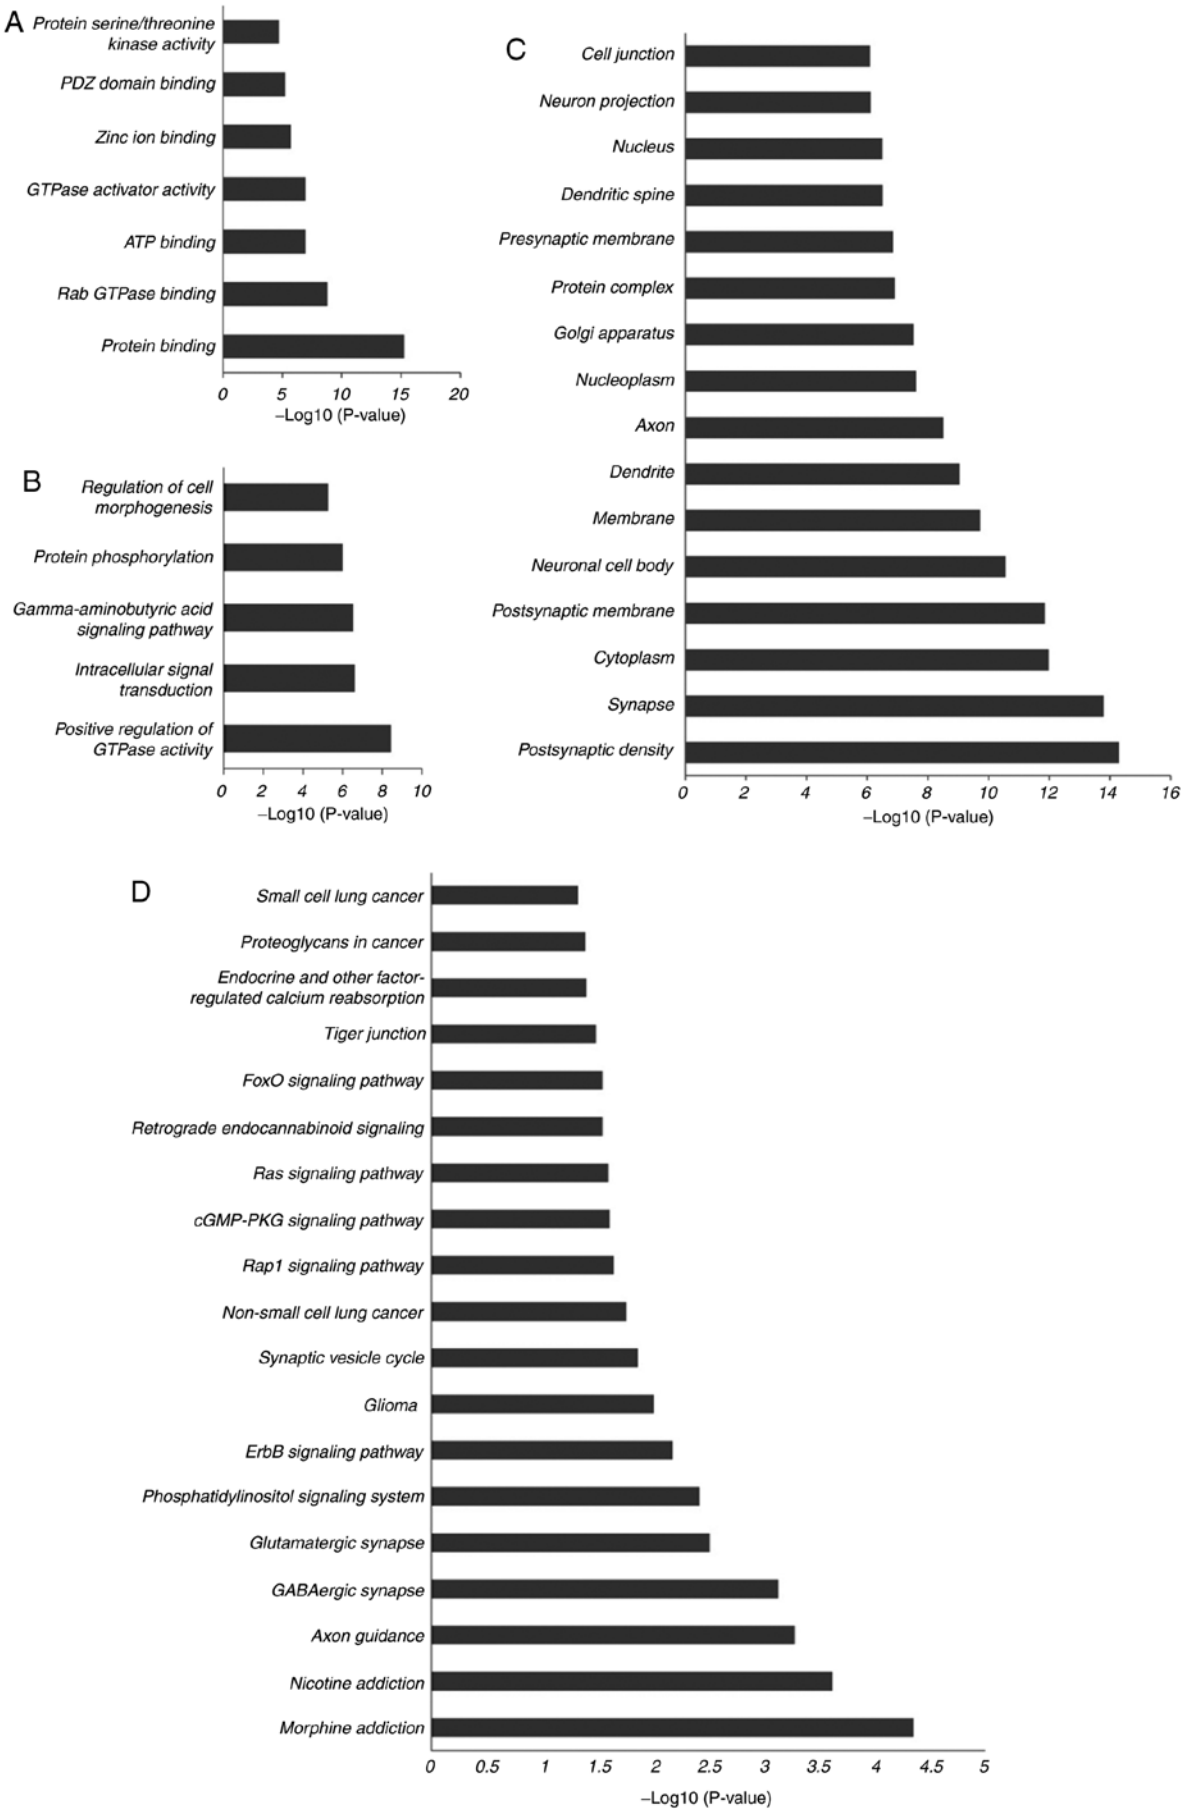 A
Protein serine/threonine
kinase activity
PDZ domain binding
Zinc ion binding
GTPase activator activity
ATP binding
Rab GTPase binding
Protein binding
0 5 10 15 20
–Log10 (P-value)
B
Regulation of cell
morphogenesis
Protein phosphorylation
Gamma-aminobutyric acid
signaling pathway
Intracellular signal
transduction
Positive regulation of
GTPase activity
0 2 4 6 8 10
–Log10 (P-value)
C
Cell junction
Neuron projection
Nucleus
Dendritic spine
Presynaptic membrane
Protein complex
Golgi apparatus
Nucleoplasm
Axon
Dendrite
Membrane
Neuronal cell body
Postsynaptic membrane
Cytoplasm
Synapse
Postsynaptic density
0 2 4 6 8 10 12 14 16
–Log10 (P-value)
D
Small cell lung cancer
Proteoglycans in cancer
Endocrine and other factor-
regulated calcium reabsorption
Tiger junction
FoxO signaling pathway
Retrograde endocannabinoid signaling
Ras signaling pathway
cGMP-PKG signaling pathway
Rap1 signaling pathway
Non-small cell lung cancer
Synaptic vesicle cycle
Glioma
ErbB signaling pathway
Phosphatidylinositol signaling system
Glutamatergic synapse
GABAergic synapse
Axon guidance
Nicotine addiction
Morphine addiction
0 0.5 1 1.5 2 2.5 3 3.5 4 4.5 5
–Log10 (P-value)